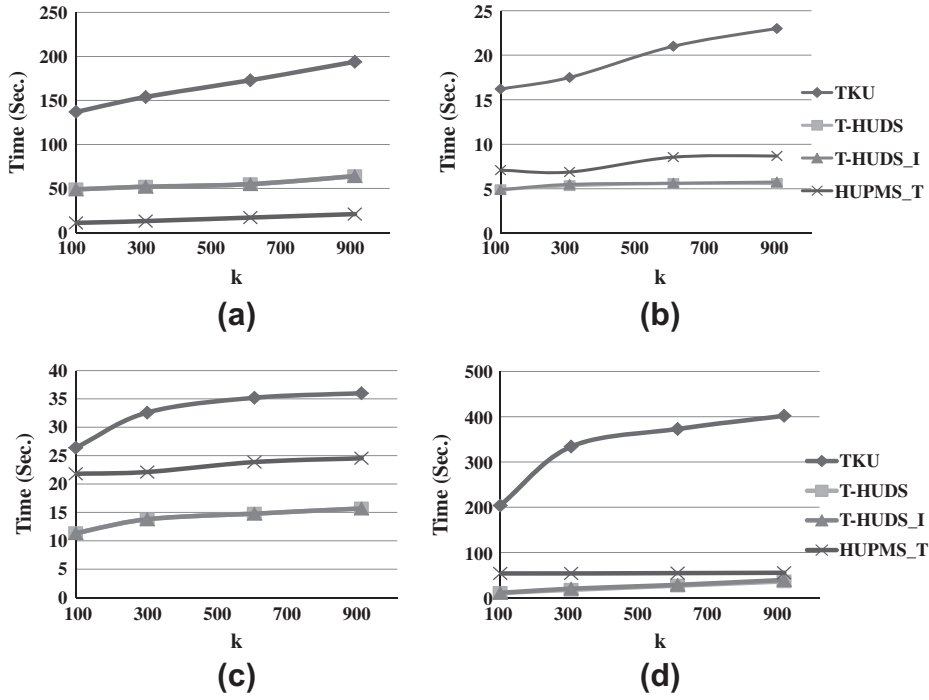 250
200
150
100
50
0
Time (Sec.)
100 300 500 700 900
k
(a)
25
20
15
10
5
0
Time (Sec.)
100 300 500 700 900
k
(b)
TKU
T-HUDS
T-HUDS_I
HUPMS_T
40
35
30
25
20
15
10
5
0
Time (Sec.)
100 300 500 700 900
k
(c)
500
400
300
200
100
0
Time (Sec.)
100 300 500 700 900
k
(d)
TKU
T-HUDS
T-HUDS_I
HUPMS_T